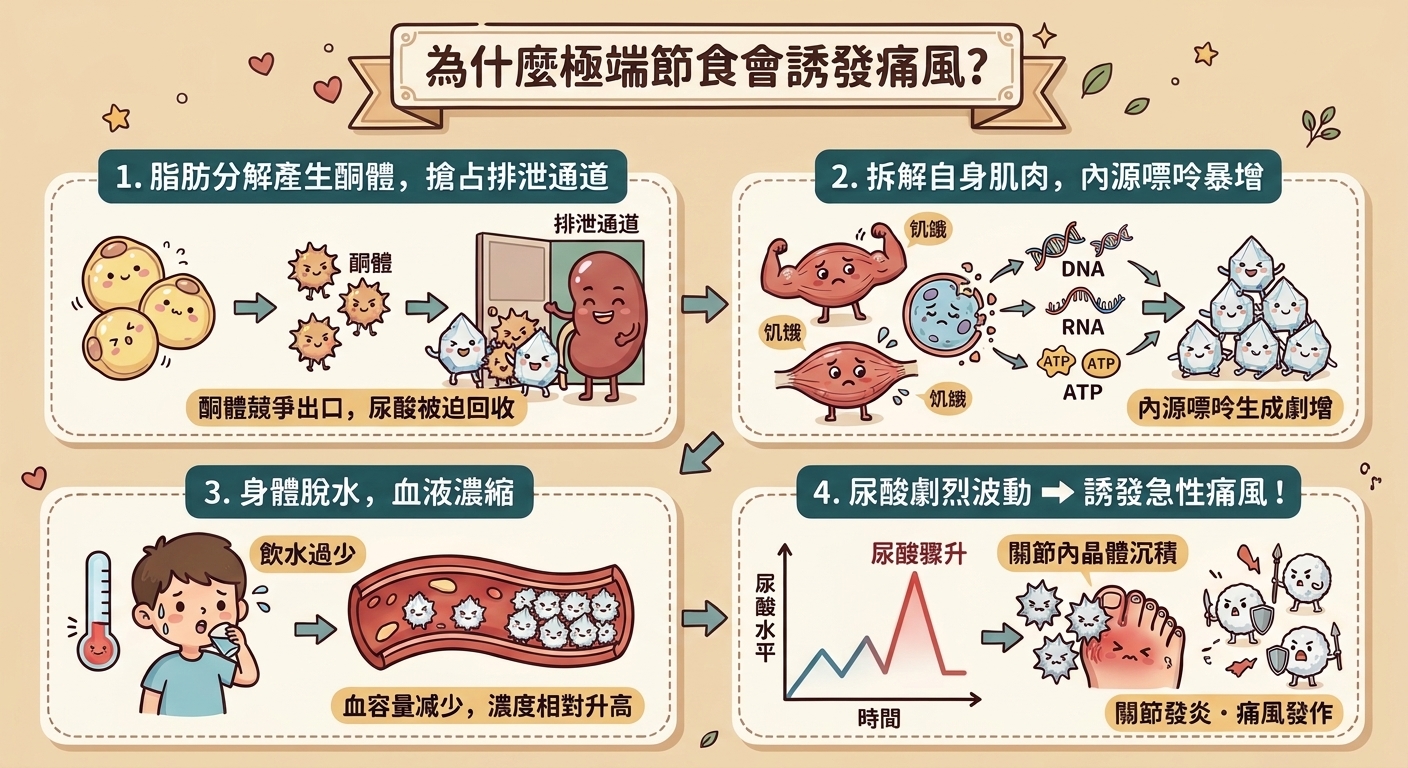 為什麼極端節食會誘發痛風?
1. 脂肪分解產生酮體，搶占排泄通道
排泄通道
酮體
酮體競爭出口，尿酸被迫回收
2. 拆解自身肌肉，內源嘌呤暴增
飢餓
飢
飢餓
DNA
RNA
ATP
ATP
ATP
內源嘌呤生成劇增
3. 身體脫水，血液濃縮
飲水過少
血容量减少，濃度相對升高
4. 尿酸劇烈波動 ➡ 誘發急性痛風！
尿酸水平
尿酸骤升
時間
關節內晶體沉積
關節發炎・痛風發作